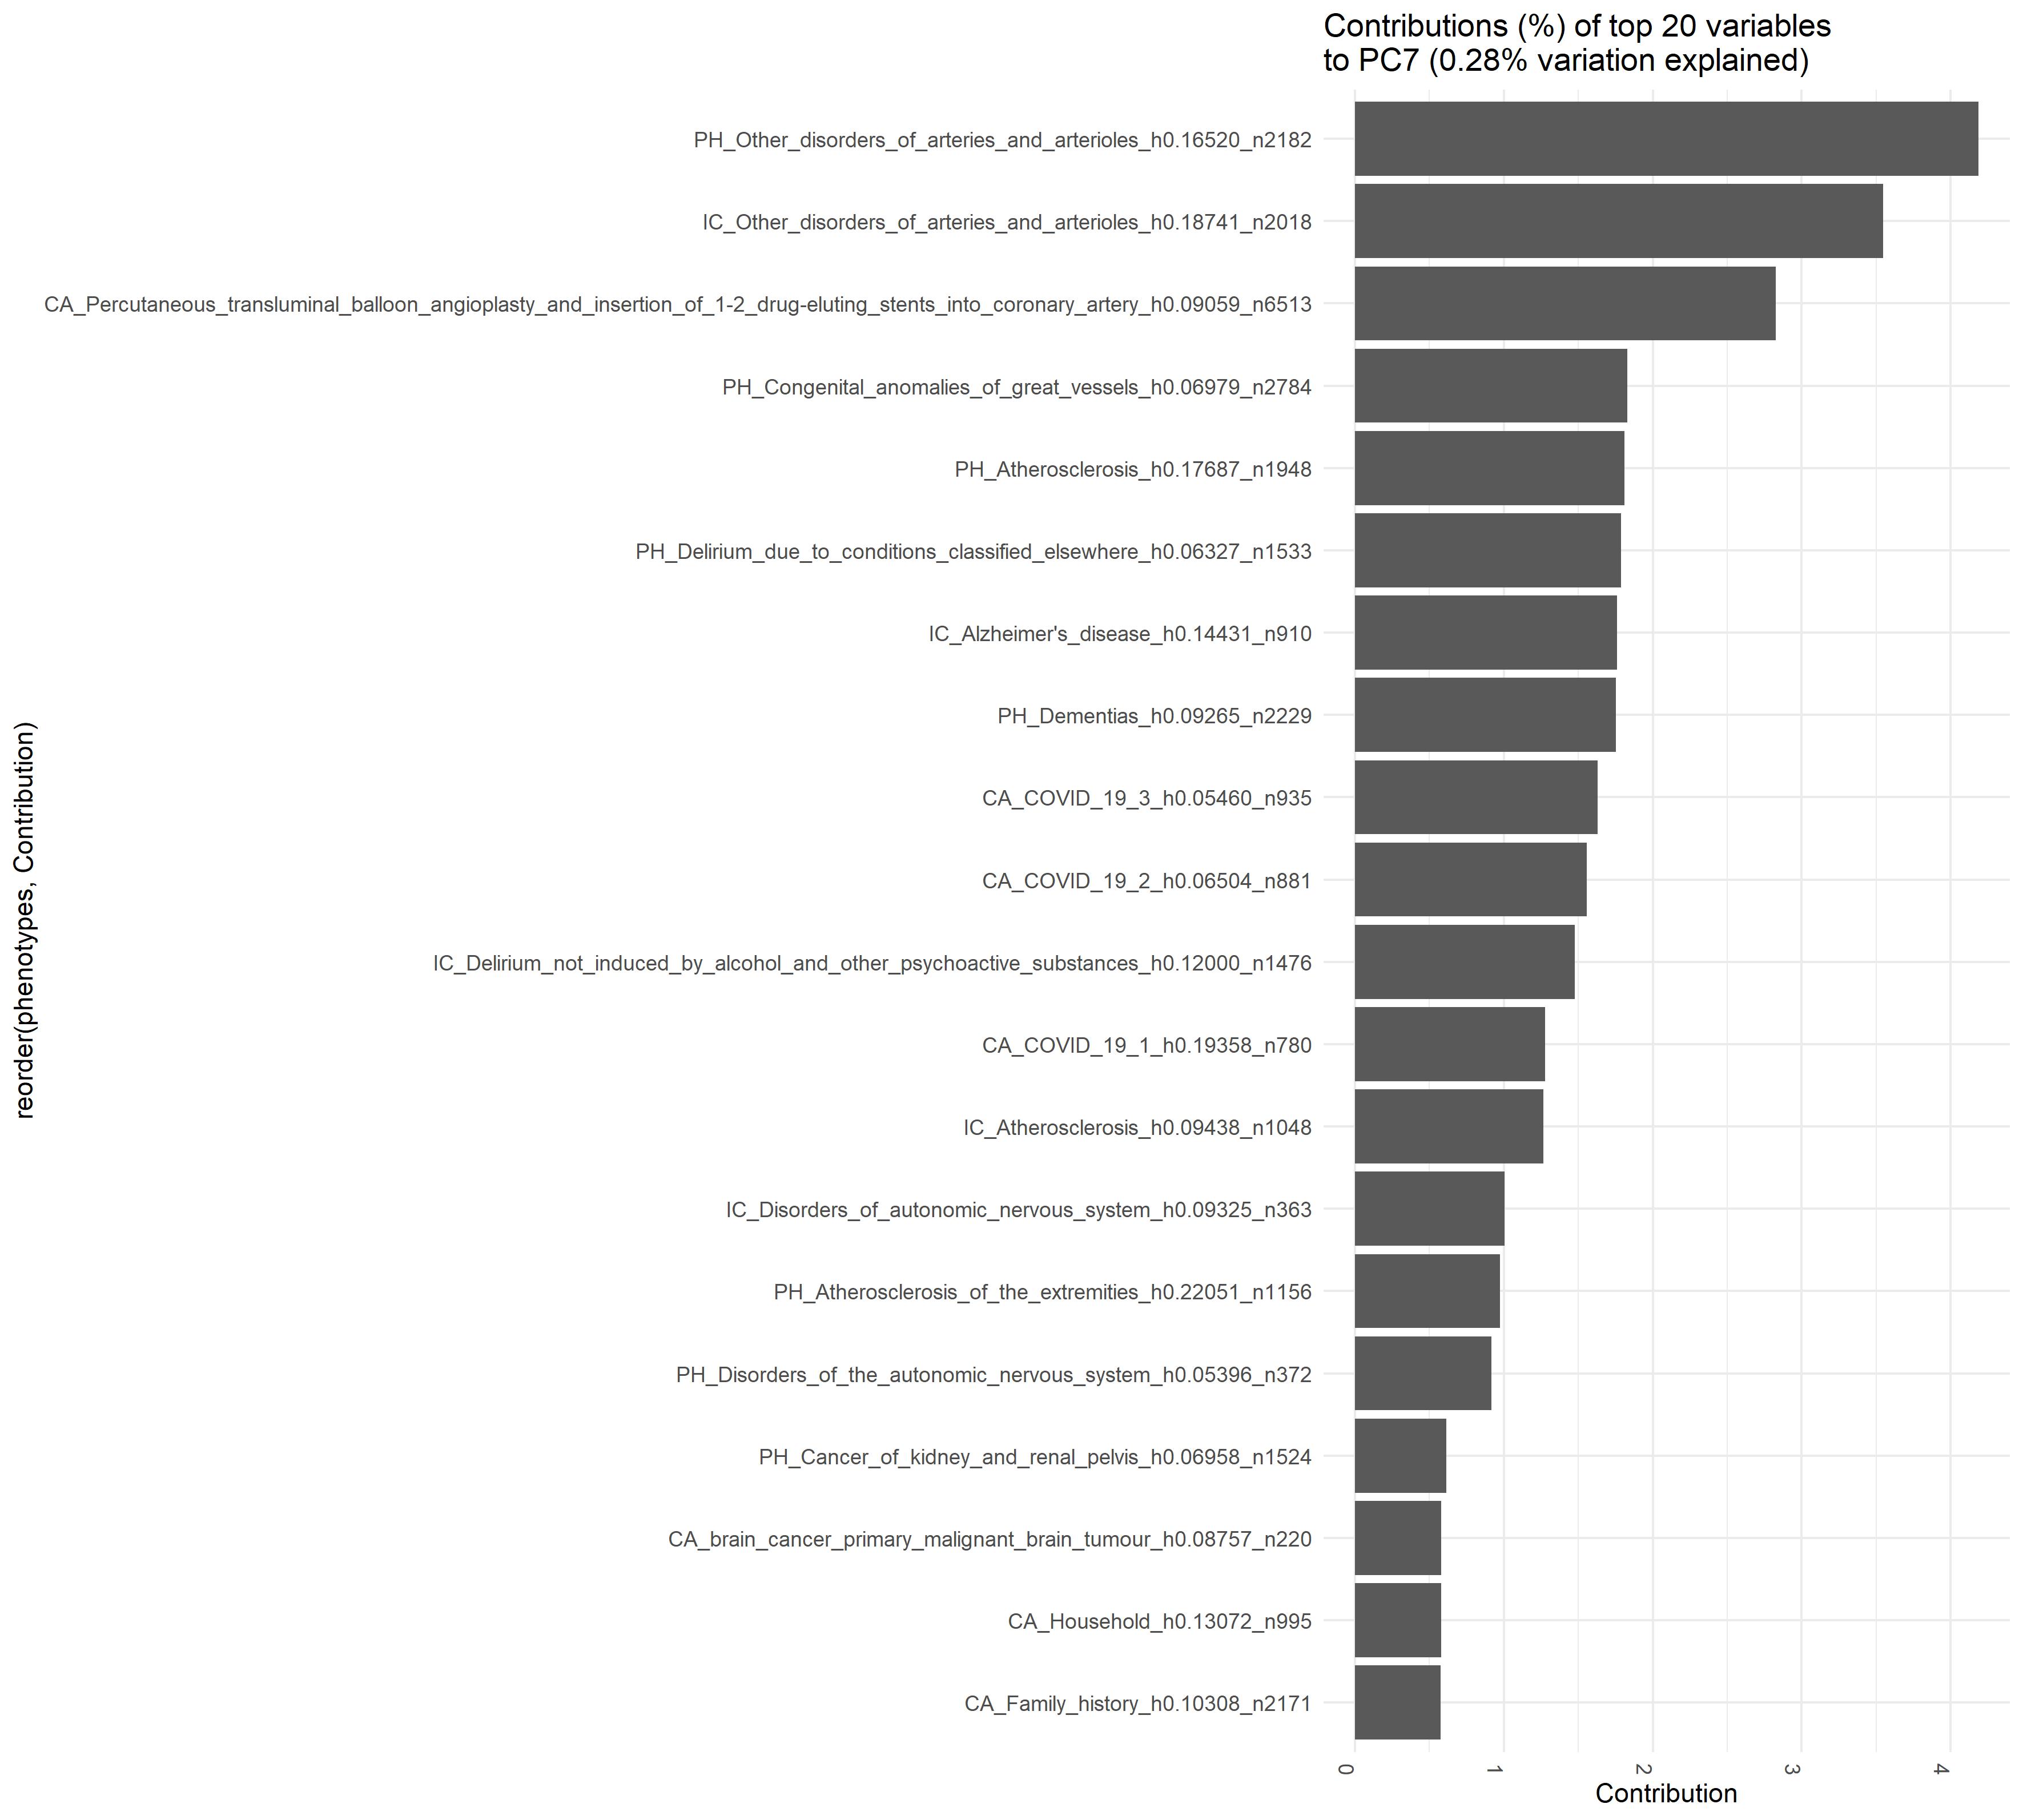 Contributions (%) of top 20 variables
to PC7 (0.28% variation explained)
PH_Other_disorders_of_arteries_and_arterioles_h0.16520_n2182
IC_Other_disorders_of_arteries_and_arterioles_h0.18741_n2018
CA_Percutaneous_transluminal_balloon_angioplasty_and_insertion_of_1-2_drug-eluting_stents_into_coronary_artery_h0.09059_n6513
PH_Congenital_anomalies_of_great_vessels_h0.06979_n2784
PH_Atherosclerosis_h0.17687_n1948
PH_Delirium_due_to_conditions_classified_elsewhere_h0.06327_n1533
IC_Alzheimer's_disease_h0.14431_n910
PH_Dementias_h0.09265_n2229
CA_COVID_19_3_h0.05460_n935
CA_COVID_19_2_h0.06504_n881
IC_Delirium_not_induced_by_alcohol_and_other_psychoactive_substances_h0.12000_n1476
CA_COVID_19_1_h0.19358_n780
IC_Atherosclerosis_h0.09438_n1048
IC_Disorders_of_autonomic_nervous_system_h0.09325_n363
PH_Atherosclerosis_of_the_extremities_h0.22051_n1156
PH_Disorders_of_the_autonomic_nervous_system_h0.05396_n372
PH_Cancer_of_kidney_and_renal_pelvis_h0.06958_n1524
CA_brain_cancer_primary_malignant_brain_tumour_h0.08757_n220
CA_Household_h0.13072_n995
CA_Family_history_h0.10308_n2171
reorder(phenotypes, Contribution)
0 1 2 3 4
Contribution